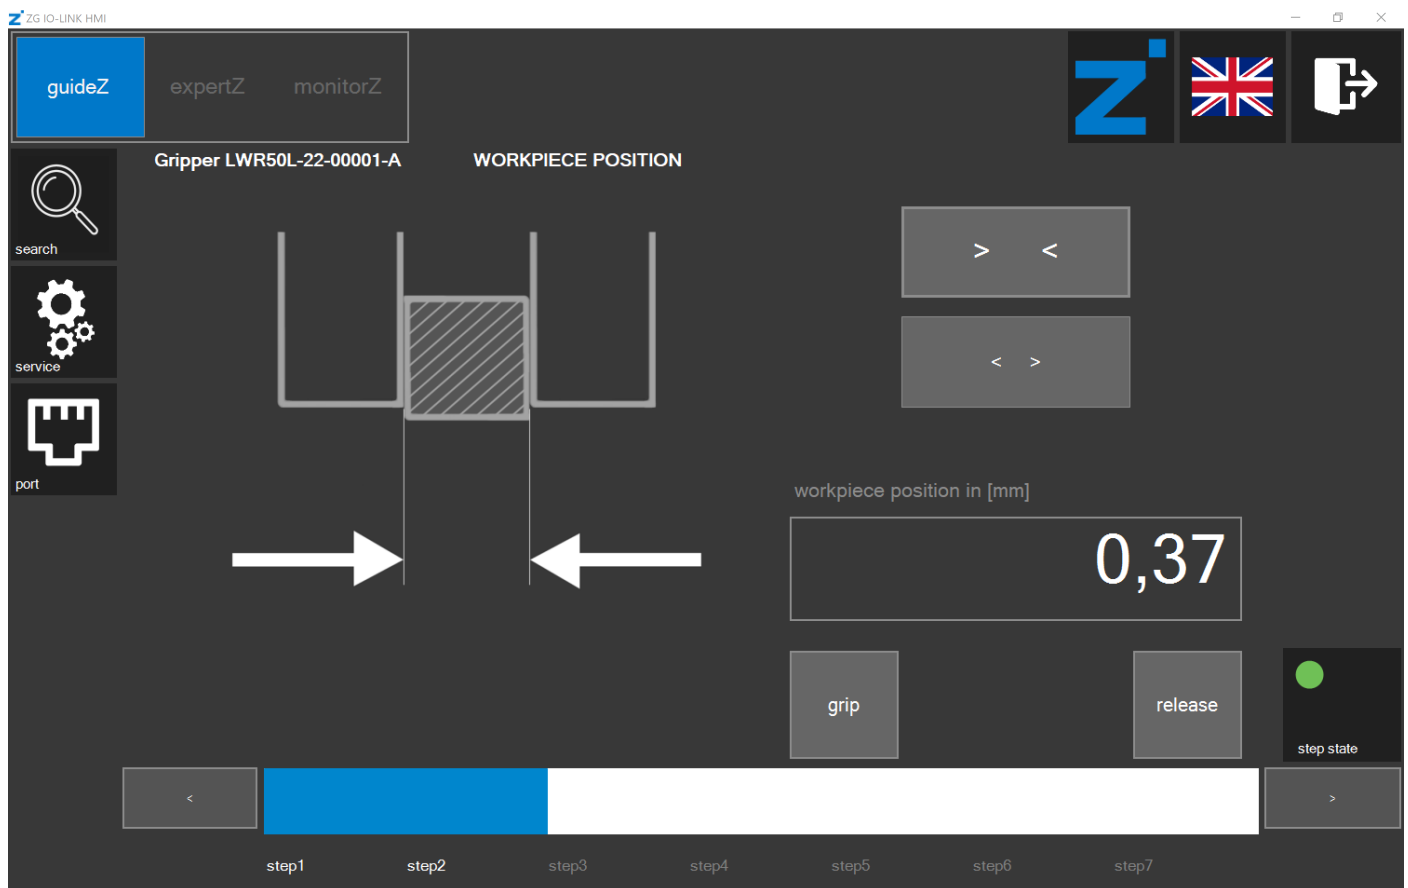 ZG IO-LINK HMI
guideZ expertZ monitorZ
Gripper LWR50L-22-00001-A WORKPIECE POSITION
search
> <
service
< >
port
workpiece position in [mm]
0,37
grip release
step state
< >
step1 step2 step3 step4 step5 step6 step7